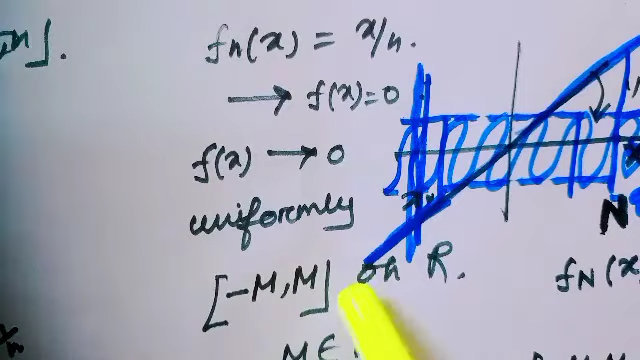 fn(x) = x/n.
→ f(x)=0
f(x) → 0
uniformly
[-M,M] on R.
N
fN(x
M∈